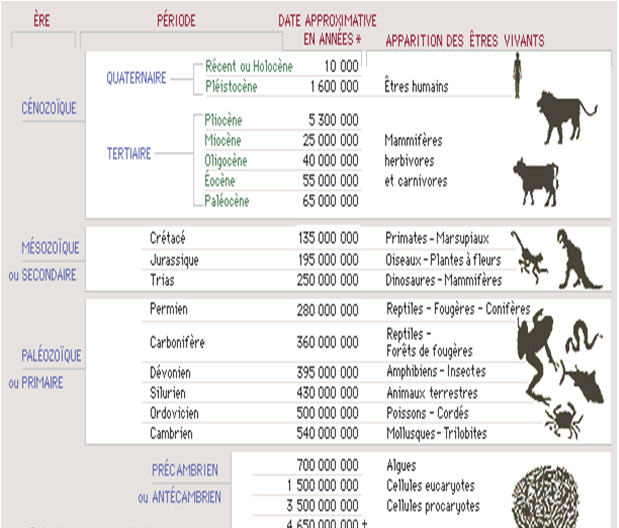 ÈRE PÉRIODE DATE APPROXIMATIVE EN ANNÉES * APPARITION DES ÊTRES VIVANTS
CÉNOZOÏQUE
QUATERNAIRE
Récent ou Holocène 10 000
Pléistocène 1 600 000 Êtres humains
TERTIAIRE
Pliocène 5 300 000
Miocène 25 000 000 Mammifères
Oligocène 40 000 000 herbivores
Éocène 55 000 000 et carnivores
Paléocène 65 000 000
MÉSOZOÏQUE
ou SECONDAIRE
Crétacé 135 000 000 Primates - Marsupiaux
Jurassique 195 000 000 Oiseaux - Plantes à fleurs
Trias 250 000 000 Dinosaures - Mammifères
PALÉOZOÏQUE
ou PRIMAIRE
Permien 280 000 000 Reptiles - Fougères - Conifères
Carbonifère 360 000 000 Reptiles -
Forêts de fougères
Dévonien 395 000 000 Amphibiens - Insectes
Silurien 430 000 000 Animaux terrestres
Ordovicien 500 000 000 Poissons - Cordés
Cambrien 540 000 000 Mollusques - Trilobites
PRÉCAMBRIEN
ou ANTÉCAMBRIEN
700 000 000 Algues
1 500 000 000 Cellules eucaryotes
3 500 000 000 Cellules procaryotes
4 650 000 000 ±